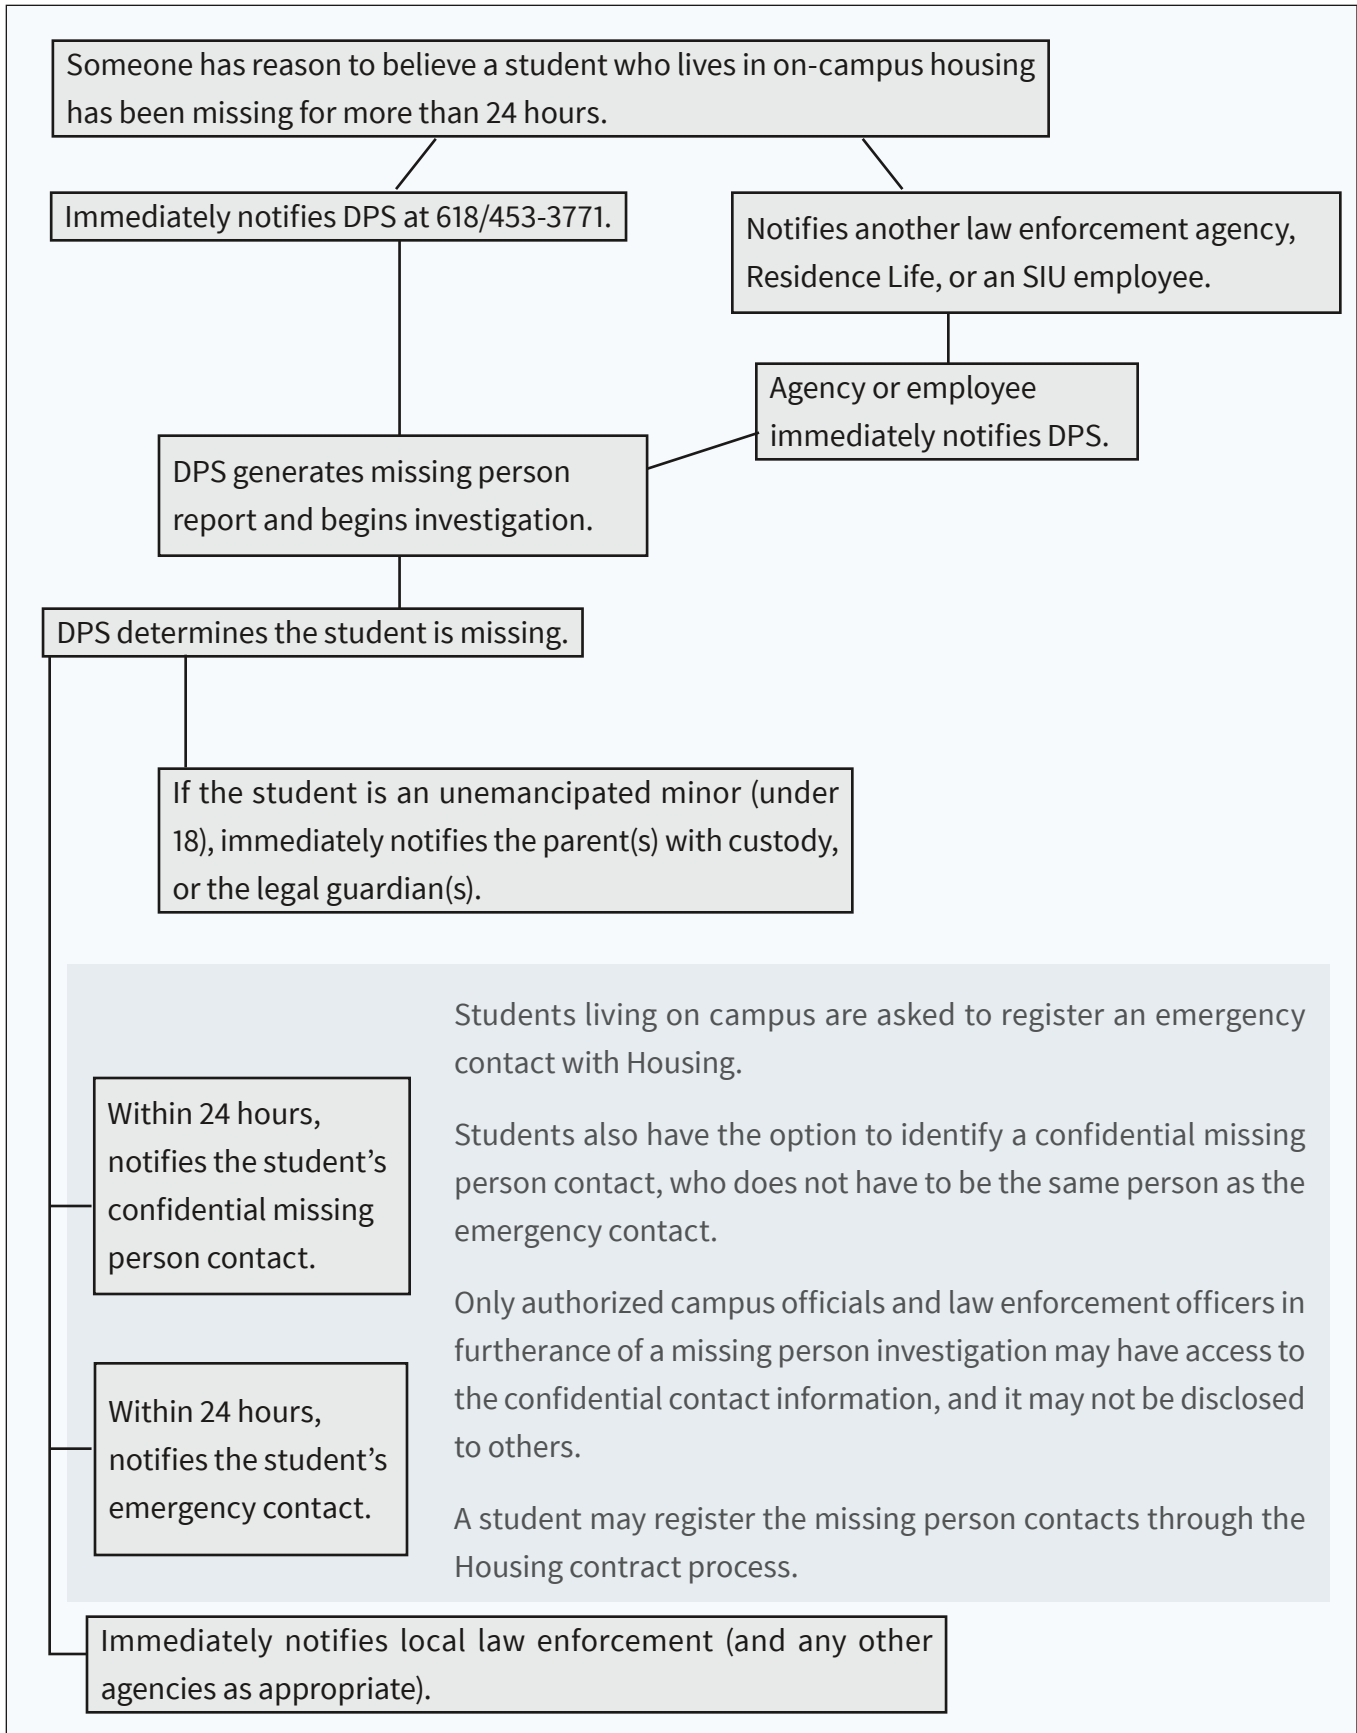 Someone has reason to believe a student who lives in on-campus housing
has been missing for more than 24 hours.
Immediately notifies DPS at 618/453-3771.
Notifies another law enforcement agency,
Residence Life, or an SIU employee.
Agency or employee
immediately notifies DPS.
DPS generates missing person
report and begins investigation.
DPS determines the student is missing.
If the student is an unemancipated minor (under
18), immediately notifies the parent(s) with custody,
or the legal guardian(s).
Students living on campus are asked to register an emergency
contact with Housing.
Students also have the option to identify a confidential missing
person contact, who does not have to be the same person as the
emergency contact.
Only authorized campus officials and law enforcement officers in
furtherance of a missing person investigation may have access to
the confidential contact information, and it may not be disclosed
to others.
A student may register the missing person contacts through the
Housing contract process.
Within 24 hours,
notifies the student’s
confidential missing
person contact.
Within 24 hours,
notifies the student’s
emergency contact.
Immediately notifies local law enforcement (and any other
agencies as appropriate).